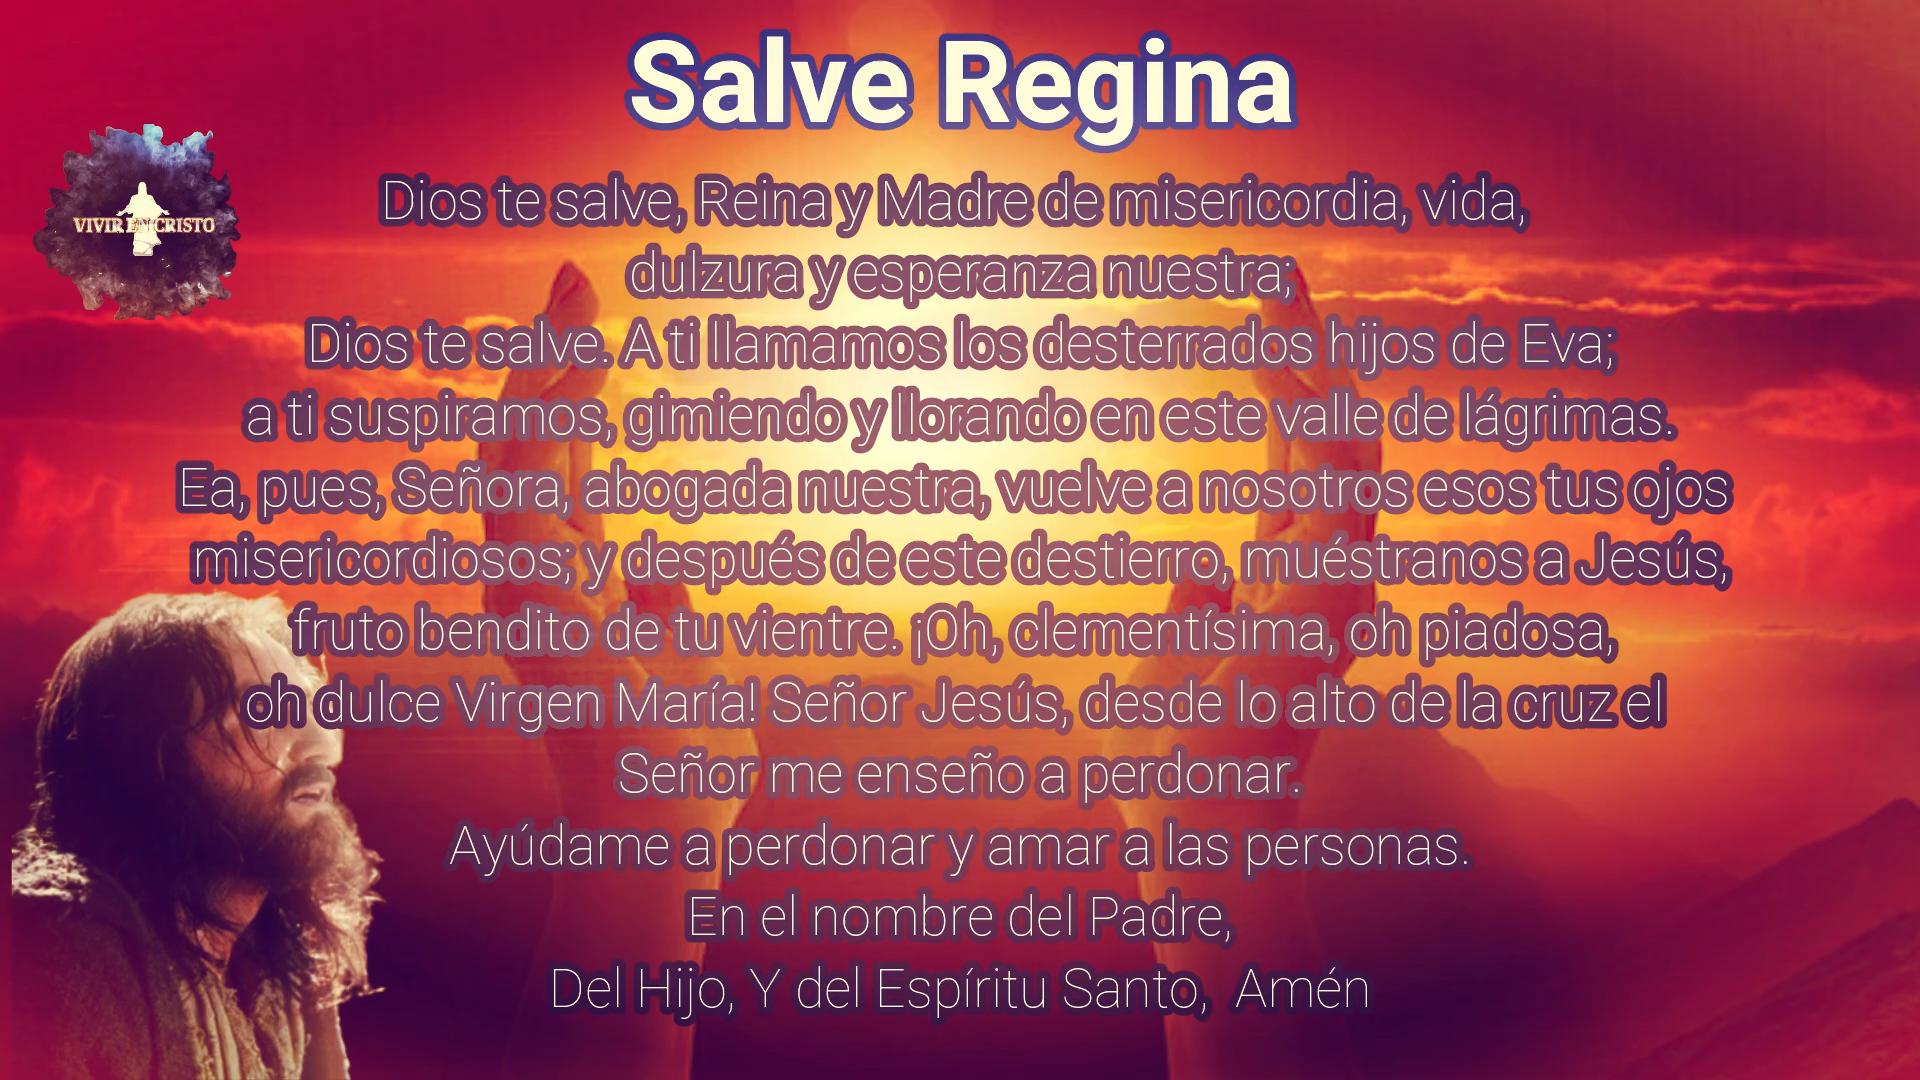 Salve Regina
VIVIR EN CRISTO
Dios te salve, Reina y Madre de misericordia, vida,
dulzura y esperanza nuestra;
Dios te salve. A ti llamamos los desterrados hijos de Eva;
a ti suspiramos, gimiendo y llorando en este valle de lágrimas.
Ea, pues, Señora, abogada nuestra, vuelve a nosotros esos tus ojos
misericordiosos; y después de este destierro, muéstranos a Jesús,
fruto bendito de tu vientre. ¡Oh, clementísima, oh piadosa,
oh dulce Virgen María! Señor Jesús, desde lo alto de la cruz el
Señor me enseño a perdonar.
Ayúdame a perdonar y amar a las personas.
En el nombre del Padre,
Del Hijo, Y del Espíritu Santo, Amén